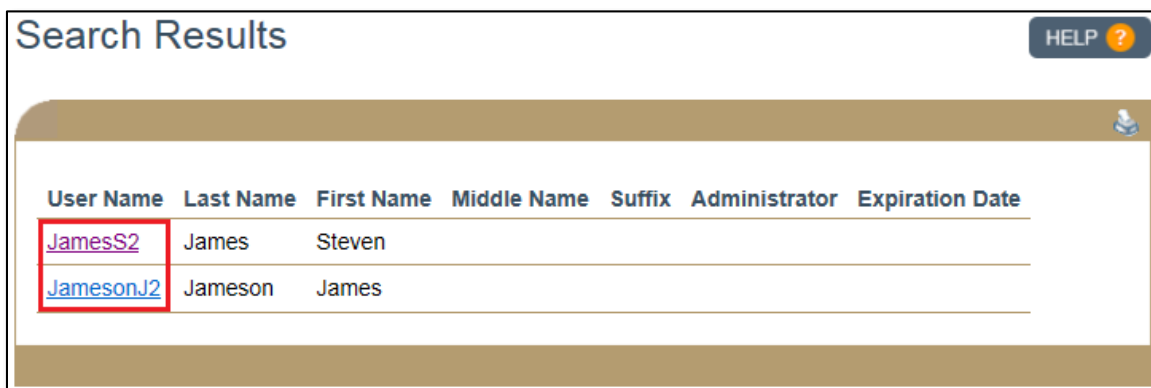 Search Results
HELP ?
User Name Last Name First Name Middle Name Suffix Administrator Expiration Date
JamesS2 James Steven
JamesonJ2 Jameson James